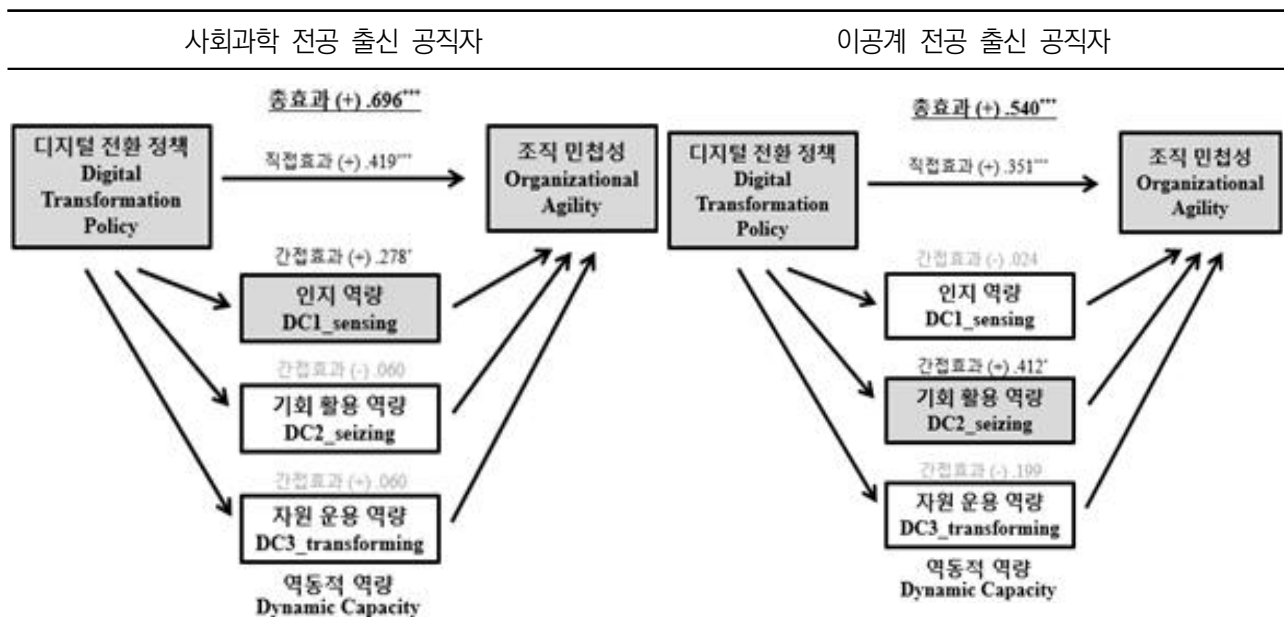 사회과학 전공 출신 공직자
이공계 전공 출신 공직자
총효과 (+) .696***
디지털 전환 정책
Digital
Transformation
Policy
직접효과 (+) .419***
조직 민첩성
Organizational
Agility
간접효과 (+) .278*
인지 역량
DC1_sensing
간접효과 (-) .060
기회 활용 역량
DC2_seizing
간접효과 (+) .060
자원 운용 역량
DC3_transforming
역동적 역량
Dynamic Capacity
총효과 (+) .540***
디지털 전환 정책
Digital
Transformation
Policy
직접효과 (+) .351***
조직 민첩성
Organizational
Agility
간접효과 (-) .024
인지 역량
DC1_sensing
간접효과 (+) .412*
기회 활용 역량
DC2_seizing
간접효과 (-) .199
자원 운용 역량
DC3_transforming
역동적 역량
Dynamic Capacity